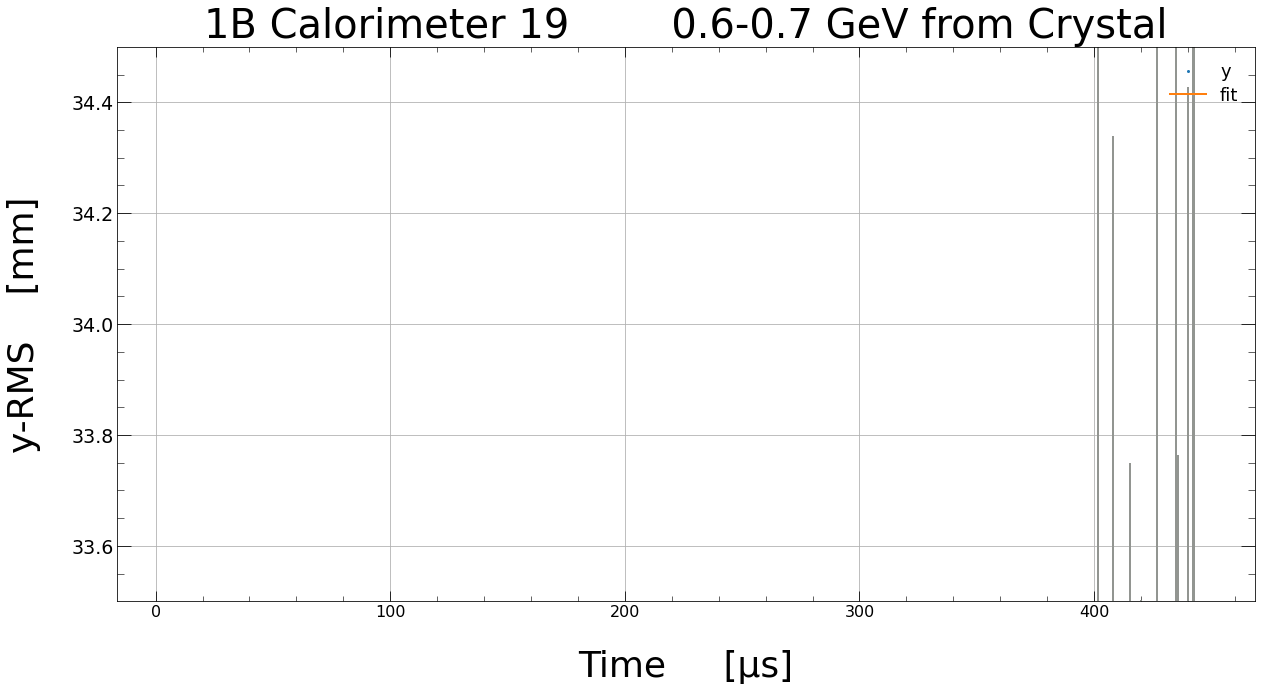 1B Calorimeter 19 0.6-0.7 GeV from Crystal
y
fit
34.4
34.2
34.0
33.8
33.6
y-RMS [mm]
0 100 200 300 400
Time [µs]